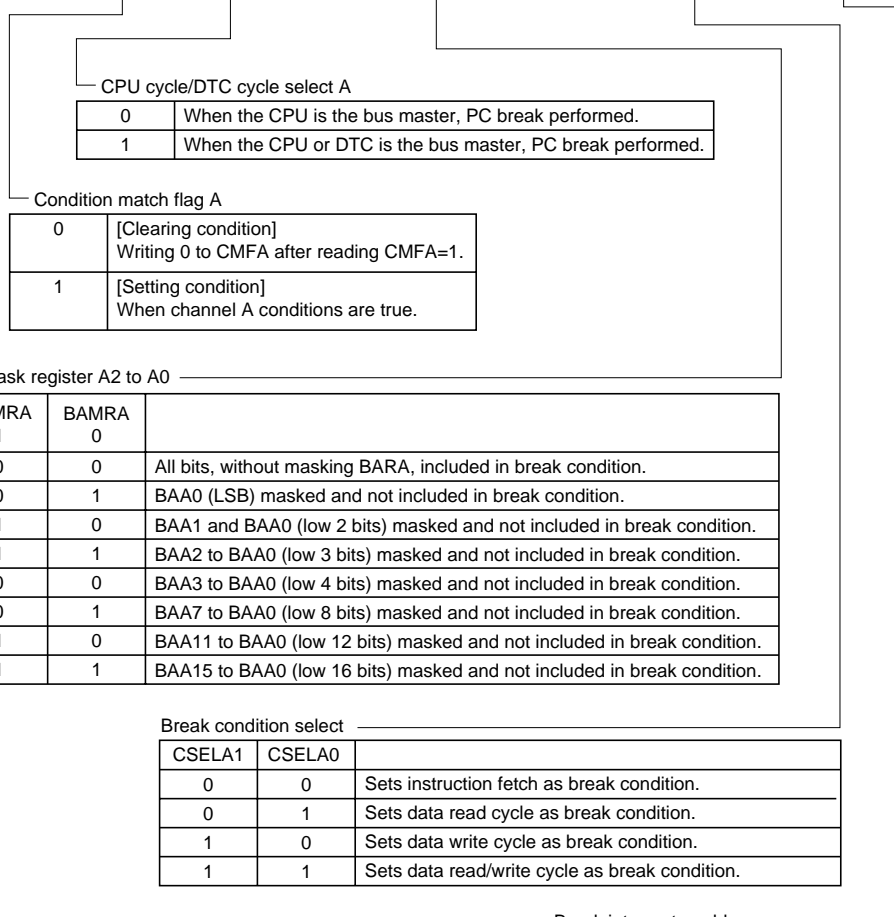 CPU cycle/DTC cycle select A
0 When the CPU is the bus master, PC break performed.
1 When the CPU or DTC is the bus master, PC break performed.
Condition match flag A
0 [Clearing condition]
Writing 0 to CMFA after reading CMFA=1.
1 [Setting condition]
When channel A conditions are true.
register A2 to A0
BAMRA
0
0 All bits, without masking BARA, included in break condition.
1 BAA0 (LSB) masked and not included in break condition.
0 BAA1 and BAA0 (low 2 bits) masked and not included in break condition.
1 BAA2 to BAA0 (low 3 bits) masked and not included in break condition.
0 BAA3 to BAA0 (low 4 bits) masked and not included in break condition.
1 BAA7 to BAA0 (low 8 bits) masked and not included in break condition.
0 BAA11 to BAA0 (low 12 bits) masked and not included in break condition.
1 BAA15 to BAA0 (low 16 bits) masked and not included in break condition.
Break condition select
CSELA1 CSELA0
0 0 Sets instruction fetch as break condition.
0 1 Sets data read cycle as break condition.
1 0 Sets data write cycle as break condition.
1 1 Sets data read/write cycle as break condition.